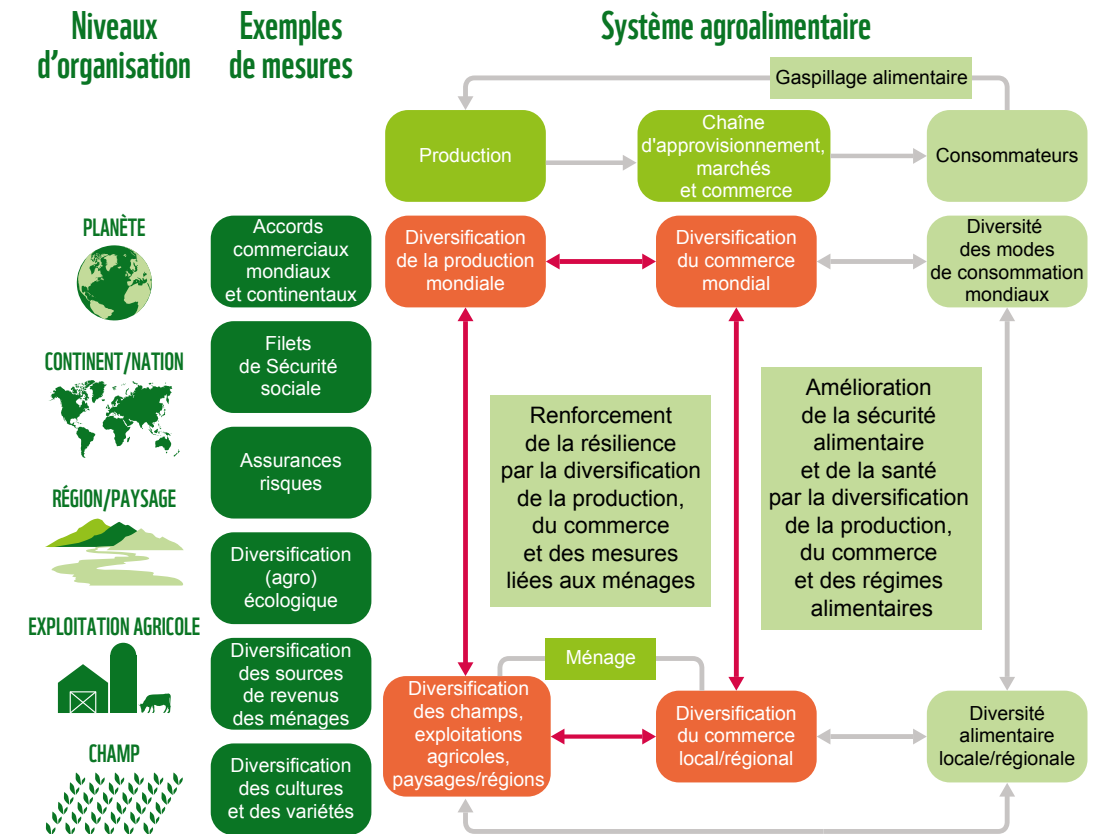 Niveaux
d'organisation
Exemples
de mesures
Système agroalimentaire
Gaspillage alimentaire
Production
Chaîne
d'approvisionnement,
marchés
et commerce
Consommateurs
PLANÈTE
CONTINENT/NATION
RÉGION/PAYSAGE
EXPLOITATION AGRICOLE
CHAMP
Accords
commerciaux
mondiaux
et continentaux
Filets
de Sécurité
sociale
Assurances
risques
Diversification
(agro)
écologique
Diversification
des sources
de revenus
des ménages
Diversification
des cultures
et des variétés
Diversification
de la production
mondiale
Diversification
du commerce
mondial
Diversité
des modes
de consommation
mondiaux
Renforcement
de la résilience
par la diversification
de la production,
du commerce
et des mesures
liées aux ménages
Amélioration
de la sécurité
alimentaire
et de la santé
par la diversification
de la production,
du commerce
et des régimes
alimentaires
Ménage
Diversification
des champs,
exploitations
agricoles,
paysages/régions
Diversification
du commerce
local/régional
Diversité
alimentaire
locale/régionale